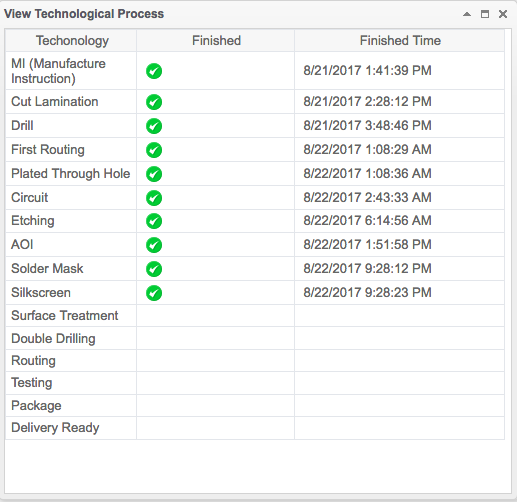 View Technological Process
Techonology Finished Finished Time
MI (Manufacture
Instruction) 8/21/2017 1:41:39 PM
Cut Lamination 8/21/2017 2:28:12 PM
Drill 8/21/2017 3:48:46 PM
First Routing 8/22/2017 1:08:29 AM
Plated Through Hole 8/22/2017 1:08:36 AM
Circuit 8/22/2017 2:43:33 AM
Etching 8/22/2017 6:14:56 AM
AOI 8/22/2017 1:51:58 PM
Solder Mask 8/22/2017 9:28:12 PM
Silkscreen 8/22/2017 9:28:23 PM
Surface Treatment
Double Drilling
Routing
Testing
Package
Delivery Ready